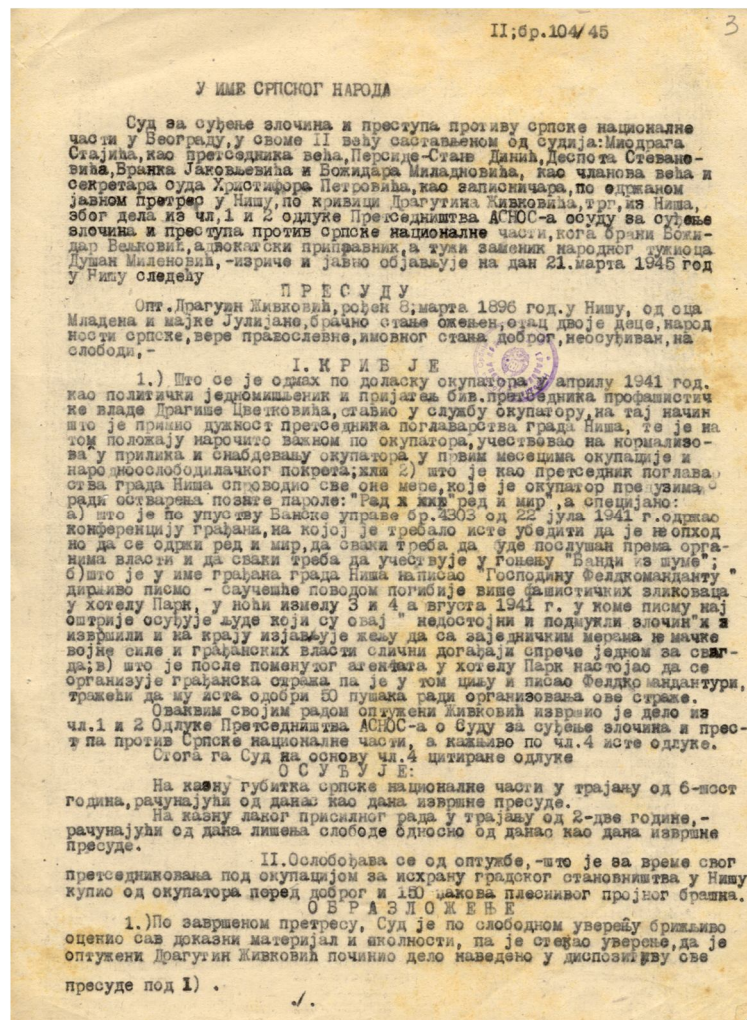 II;бр.104/45
3
У ИМЕ СРПСКОГ НАРОДА
Суд за суђење злочина и преступа противу српске националне
части у Београду,у своме II већу састављеном од судија:Миодрага
Стајића,као претседника већа,Персиде-Стане Динић,Деспота Стевано-
вића,Бранка Јаковљевића и Божидара Миладновића, као чланова већа и
секретара суда Христифора Петровића,као записничара,по одржаном
јавном претрес у Нишу,по кривици Драгутина Живковића,трг,из Ниша,
због дела из чл,1 и 2 одлуке Претседништва АСНОС-а осуду за суђење
злочина и преступа против српске националне части,кога брани Божи-
дар Вељковић,адвокатски приправник,а тужи заменик народног тужиоца
Душан Миленовић,-изриче и јавно објављује на дан 21.марта 1945 год
у Нишу следећу
П Р Е С У Д У
Опт.Драгуин Живковић,рођен 8;марта 1896 год.у Нишу, од оца
Младена и мајке Јулијане,брачно стање ожењен,отац двоје деце,народ
ности српске,вере православне,имовног стања доброг,неосуђиван,на
слободи,-
I. К Р И В Ј Е
1.) Што се је одмах по доласку окупатора у априлу 1941 год.
као политички једномишљеник и пријатељ бив.претседника профашистич
ке владе Драгише Цветковића,ставио у службу окупатору,на тај начин
што је примио дужност претседника поглаварства града Ниша, те је на
том положају нарочито важном по окупатора,учествовао на нормализо-
ва у прилика и снабдевању окупатора,у првим месецима окупације и
народноослободилачког покрета;или 2) што је као претседник поглава
ства града Ниша спроводио све оне мере,које је окупатор предузима
ради остварена позате пароле:"Рад и "ред и мир",а специјано:
а) што је по упуству Банске управе бр.4303 од 22 јула 1941 г.одржао
конференцију грађана,на којој је требало исте убедити да је неопход
но да се одржи ред и мир,да сваки треба да уде послушан према орга-
нима власти и да сваки треба да учествује у гоњењу "Банди из шуме";
б)што је у име грађана града Ниша написао "Господину Фелдкоманданту "
дирљиво писмо - саучешће поводом погибије више фашистичких зликоваца
у хотелу Парк, у ноћи измелу 3 и 4 августа 1941 г. у коме писму нај
оштрије осуђује људе који су овај " недостојни и подмукли злочин"и з
извршили и на крају изјављује жељу да са заједничким мерама немачке
војне силе и грађанских власти слични догађаји спрече једном за сваг-
да;в) што је после поменутог атентата у хотелу Парк настојао да се
организује грађанска стража па је у том циљу и писао Фелдкомандантури,
тражећи да му иста одобри 50 пушака ради организовања ове страже.
Оваквим својим радом оптужени Живковић извршио је дело из
чл.1 и 2 Одлуке Претседништва АСНОС-а о Суду за суђење злочина и прес-
т па против Српске националне части, а кажњиво по чл.4 исте одлуке.
Стога га Суд на основу чл.4 цитиране одлуке
О С У Ђ У Ј Е:
На казну губитка српске националне части у трајању од 6-шест
година,рачунајући од данас као дана извршне пресуде.
На казну лаког присилног рада у трајању од 2-две године,-
рачунајући од дана лишења слободе односно од данас као дана извршне
пресуде.
II.Ослобођава се од оптужбе,-што је за време свог
претседниковања под окупацијом за исхрану градског становништва у Нишу
купио од окупатора поред доброг и 150 џакова плеснивог пројног брашна.
О Б Р А З Л О Ж Е Њ Е
1.)По завршеном претресу, Суд је по слободном уверењу брижљиво
оценио сав доказни материјал и околности, па је стекао уверене,да је
оптужени Драгутин Живковић починио дело наведено у диспозитиву ове
пресуде под 1) .
./.